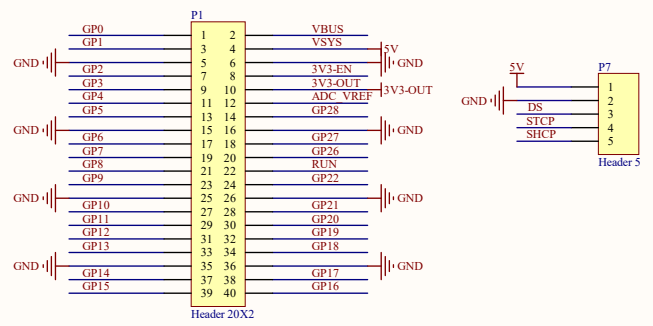 P1
GP0 1 2 VBUS
GP1 3 4 VSYS 5V
GND 5 6 GND
GP2 7 8 3V3-EN
GP3 9 10 3V3-OUT 3V3-OUT
GP4 11 12 ADC_VREF
GP5 13 14 GP28
GND 15 16 GND
GP6 17 18 GP27
GP7 19 20 GP26
GP8 21 22 RUN
GP9 23 24 GP22
GND 25 26 GND
GP10 27 28 GP21
GP11 29 30 GP20
GP12 31 32 GP19
GP13 33 34 GP18
GND 35 36 GND
GP14 37 38 GP17
GP15 39 40 GP16
Header 20X2
P7
5V 1
GND 2
DS 3
STCP 4
SHCP 5
Header 5